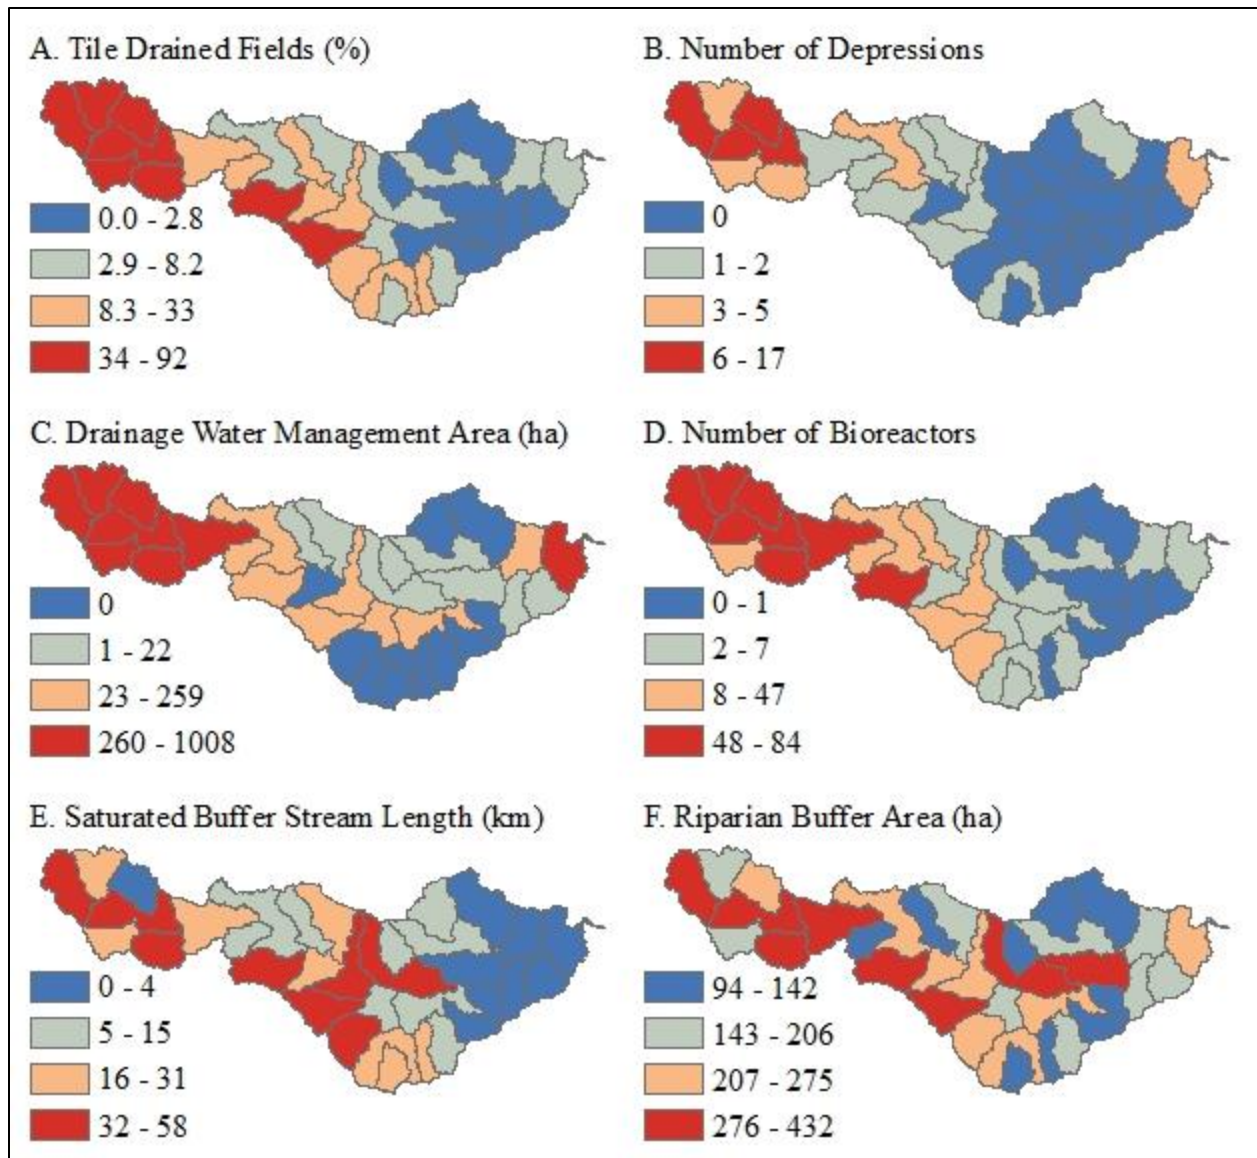 A. Tile Drained Fields (%)
0.0 - 2.8
2.9 - 8.2
8.3 - 33
34 - 92
B. Number of Depressions
0
1 - 2
3 - 5
6 - 17
C. Drainage Water Management Area (ha)
0
1 - 22
23 - 259
260 - 1008
D. Number of Bioreactors
0 - 1
2 - 7
8 - 47
48 - 84
E. Saturated Buffer Stream Length (km)
0 - 4
5 - 15
16 - 31
32 - 58
F. Riparian Buffer Area (ha)
94 - 142
143 - 206
207 - 275
276 - 432